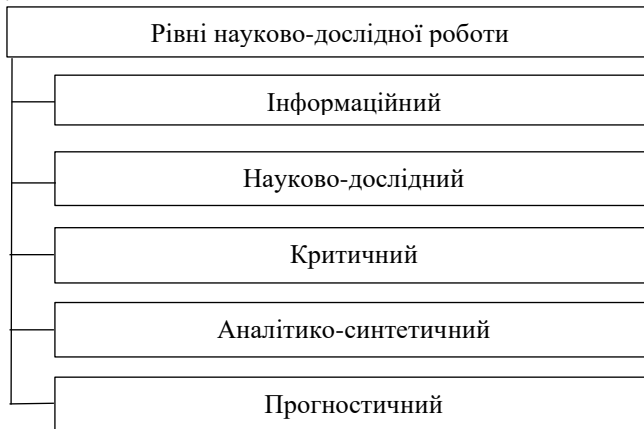 Рівні науково-дослідної роботи
Інформаційний
Науково-дослідний
Критичний
Аналітико-синтетичний
Прогностичний